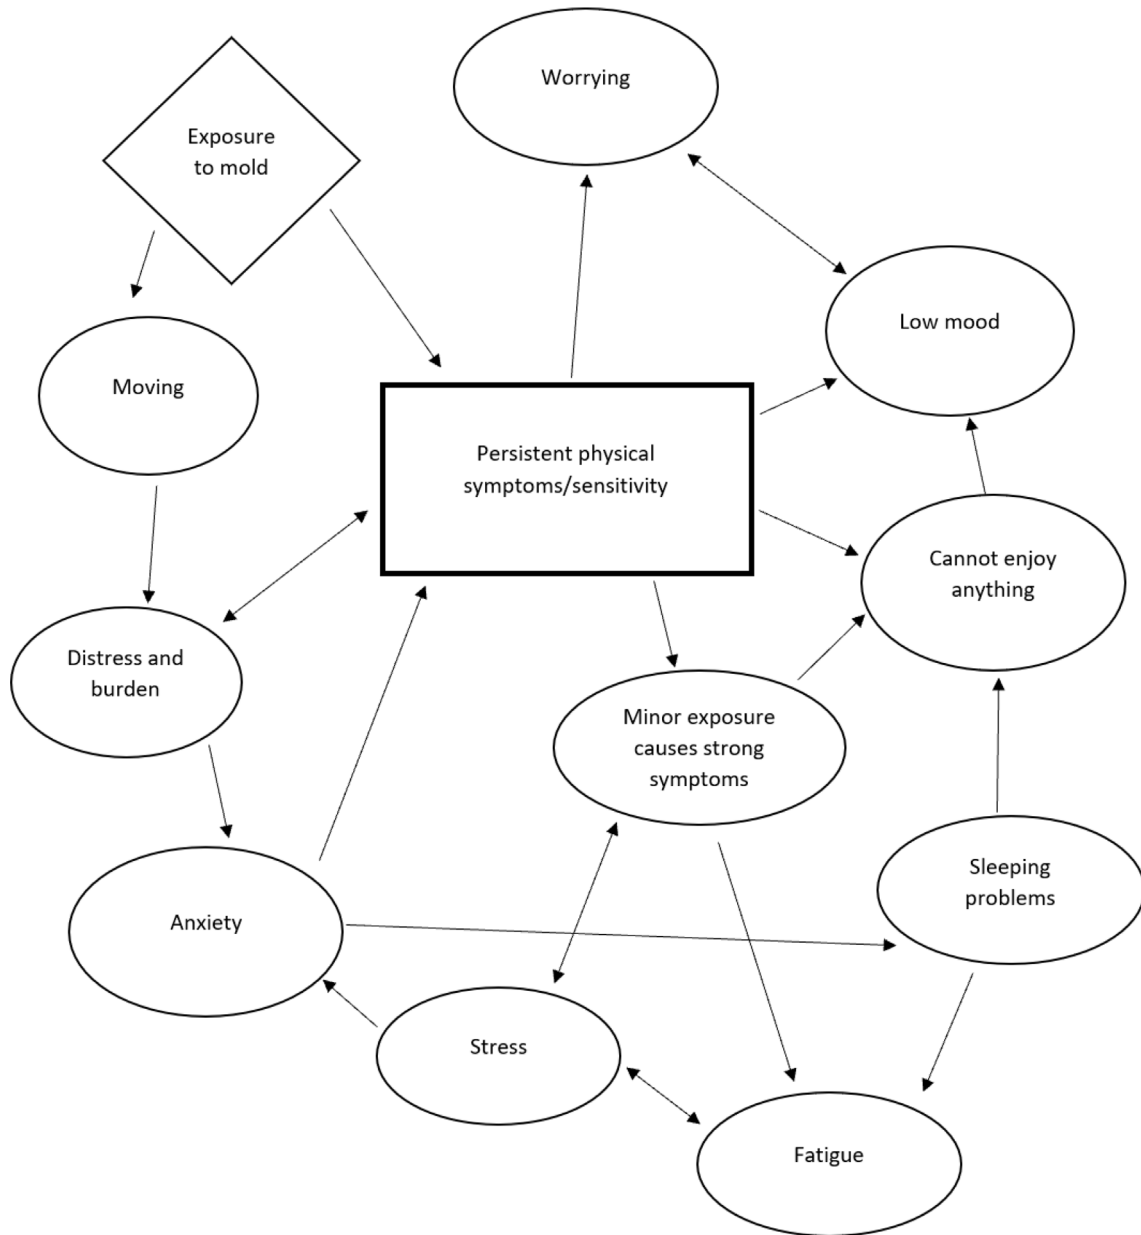 Worrying
Exposure
to mold
Low mood
Moving
Persistent physical
symptoms/sensitivity
Cannot enjoy
anything
Distress and
burden
Minor exposure
causes strong
symptoms
Sleeping
problems
Anxiety
Stress
Fatigue